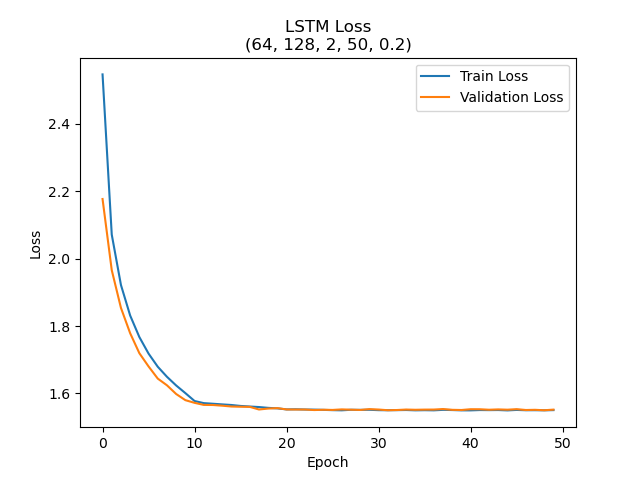 LSTM Loss
(64, 128, 2, 50, 0.2)
Train Loss
Validation Loss
Loss
2.4
2.2
2.0
1.8
1.6
0
10
20
30
40
50
Epoch